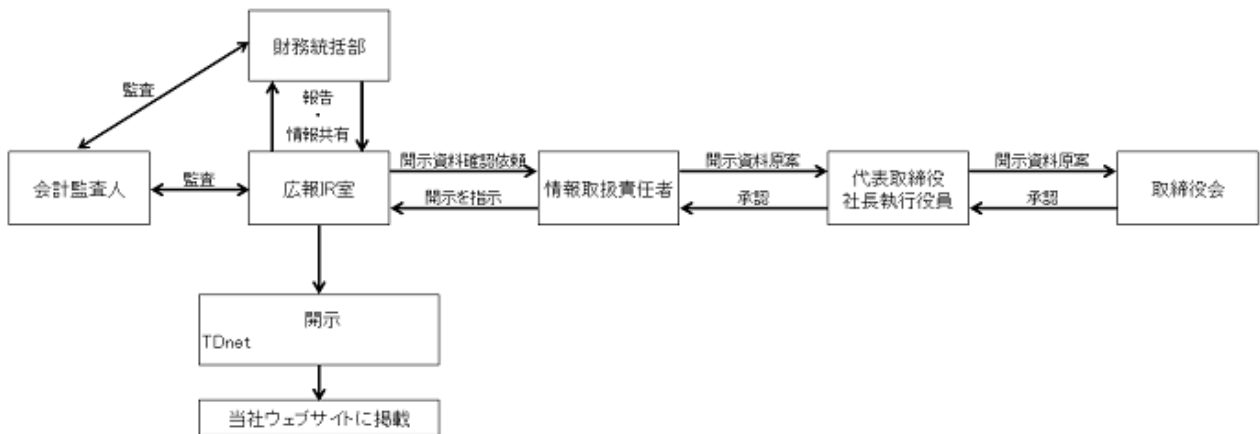 財務統括部
監査
報告
・
情報共有
会計監査人
監査
広報IR室
開示資料確認依頼
開示を指示
情報取扱責任者
開示資料原案
承認
代表取締役
社長執行役員
開示資料原案
承認
取締役会
開示
TDnet
当社ウェブサイトに掲載